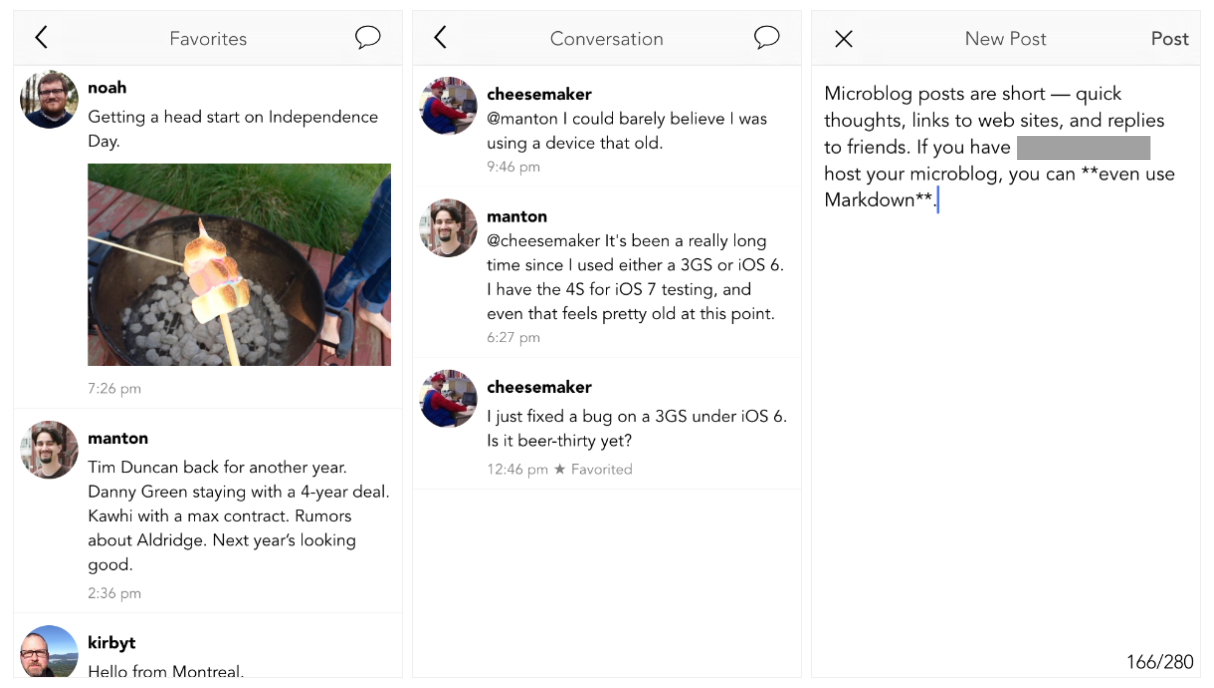 Favorites
noah
Getting a head start on Independence
Day.
7:26 pm
manton
Tim Duncan back for another year.
Danny Green staying with a 4-year deal.
Kawhi with a max contract. Rumors
about Aldridge. Next year’s looking
good.
2:36 pm
kirbyt
Hello from Montreal.
Conversation
cheesemaker
@manton I could barely believe I was
using a device that old.
9:46 pm
manton
@cheesemaker It's been a really long
time since I used either a 3GS or iOS 6.
I have the 4S for iOS 7 testing, and
even that feels pretty old at this point.
6:27 pm
cheesemaker
I just fixed a bug on a 3GS under iOS 6.
Is it beer-thirty yet?
12:46 pm ★ Favorited
New Post
Post
Microblog posts are short — quick
thoughts, links to web sites, and replies
to friends. If you have
host your microblog, you can **even use
Markdown**.
166/280